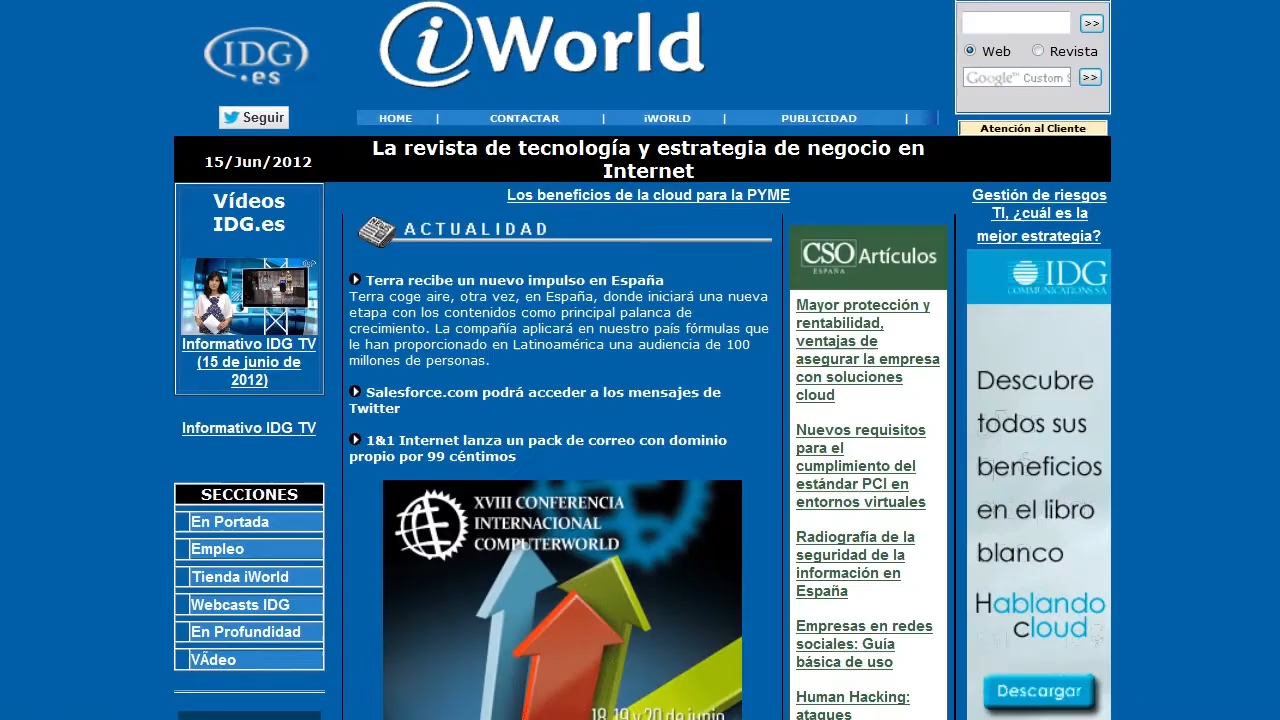 IDG
.es
iWorld
>>
Web
Revista
Google™ Custom S
>>
Seguir
HOME | CONTACTAR | iWORLD | PUBLICIDAD |
Atención al Cliente
15/Jun/2012
La revista de tecnología y estrategia de negocio en
Internet
Vídeos
IDG.es
Informativo IDG TV
(15 de junio de
2012)
Informativo IDG TV
SECCIONES
En Portada
Empleo
Tienda iWorld
Webcasts IDG
En Profundidad
VÃdeo
Los beneficios de la cloud para la PYME
ACTUALIDAD
Terra recibe un nuevo impulso en España
Terra coge aire, otra vez, en España, donde iniciará una nueva
etapa con los contenidos como principal palanca de
crecimiento. La compañía aplicará en nuestro país fórmulas que
le han proporcionado en Latinoamérica una audiencia de 100
millones de personas.
Salesforce.com podrá acceder a los mensajes de
Twitter
1&1 Internet lanza un pack de correo con dominio
propio por 99 céntimos
XVIII CONFERENCIA
INTERNACIONAL
COMPUTERWORLD
18, 19 y 20 de junio
CSO Artículos
ESPAÑA
Mayor protección y
rentabilidad,
ventajas de
asegurar la empresa
con soluciones
cloud
Nuevos requisitos
para el
cumplimiento del
estándar PCI en
entornos virtuales
Radiografía de la
seguridad de la
información en
España
Empresas en redes
sociales: Guía
básica de uso
Human Hacking:
ataques
Gestión de riesgos
TI, ¿cuál es la
mejor estrategia?
IDG
COMMUNICATIONS SA
Descubre
todos sus
beneficios
en el libro
blanco
Hablando
cloud
Descargar